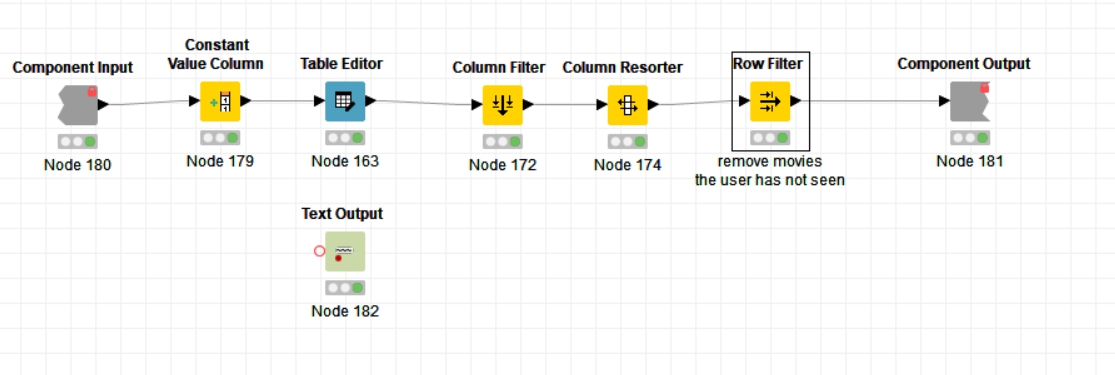 Constant
Component Input
Value Column
Table Editor
Column Filter
Column Resorter
Row Filter
Component Output
Node 180
Node 179
Node 163
Node 172
Node 174
remove movies
the user has not seen
Node 181
Text Output
Node 182